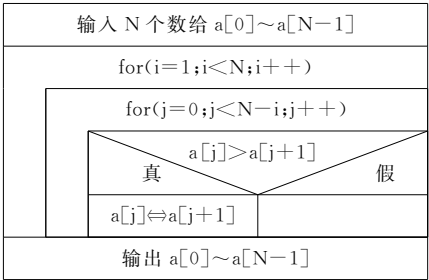 输入 N 个数给 a[0]～a[N－1]
for(i=1;i<N;i++)
for(j=0;j<N－i;j++)
a[j]>a[j+1]
真 假
a[j]⇔a[j+1]
输出 a[0]～a[N－1]